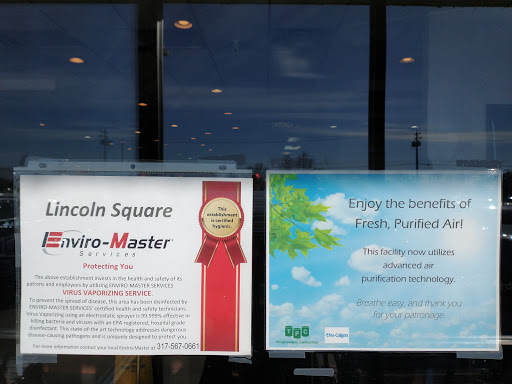 Lincoln Square
Enviro-Master
Services
Protecting You
The above establishment invests in the health and safety of its
patrons and employees by utilizing ENVIRO-MASTER SERVICES
VIRUS VAPORIZING SERVICE.
To prevent the spread of disease, this area has been disinfected by
ENVIRO-MASTER SERVICES' certified health and safety technicians.
Virus Vaporizing using an electrostatic sprayer is 99.9999% effective in
killing bacteria and viruses with an EPA-registered, hospital grade
disinfectant. This state-of-the art technology addresses dangerous
disease-causing pathogens and is uniquely designed to protect you.
For more information contact your local Enviro-Master at 317-567-0661
This
establishment
is certified
hygienic.
Enjoy the benefits of
Fresh, Purified Air!
This facility now utilizes
advanced air
purification technology.
Breathe easy, and thank you
for your patronage.
TFG